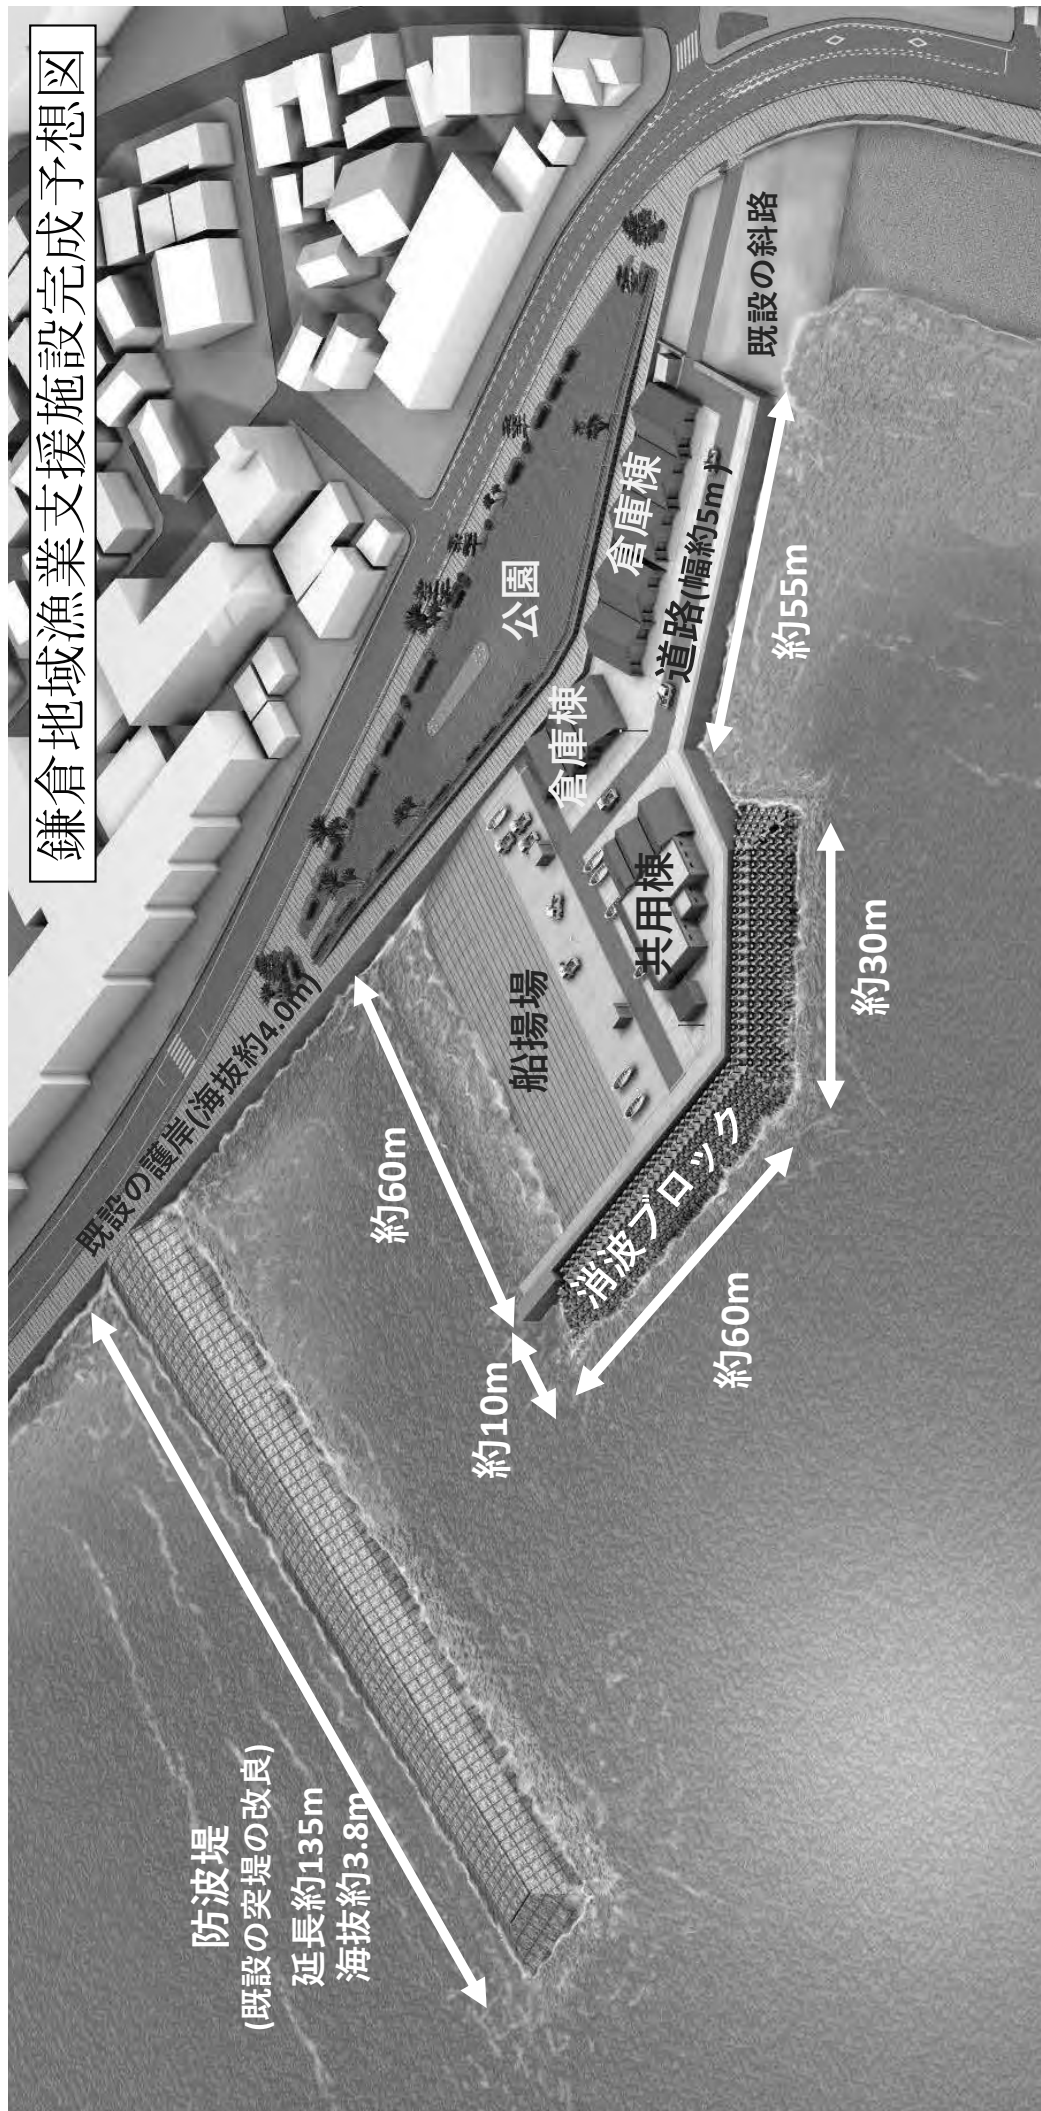 鎌倉地域漁業支援施設完成予想図
防波堤
(既設の突堤の改良)
延長約135m
海抜約3.8m
既設の護岸(海抜約4.0m)
約60m
約10m
船揚場
公園
倉庫棟
倉庫棟
道路(幅約5m)
共用棟
消波ブロック
約60m
約30m
約55m
既設の斜路